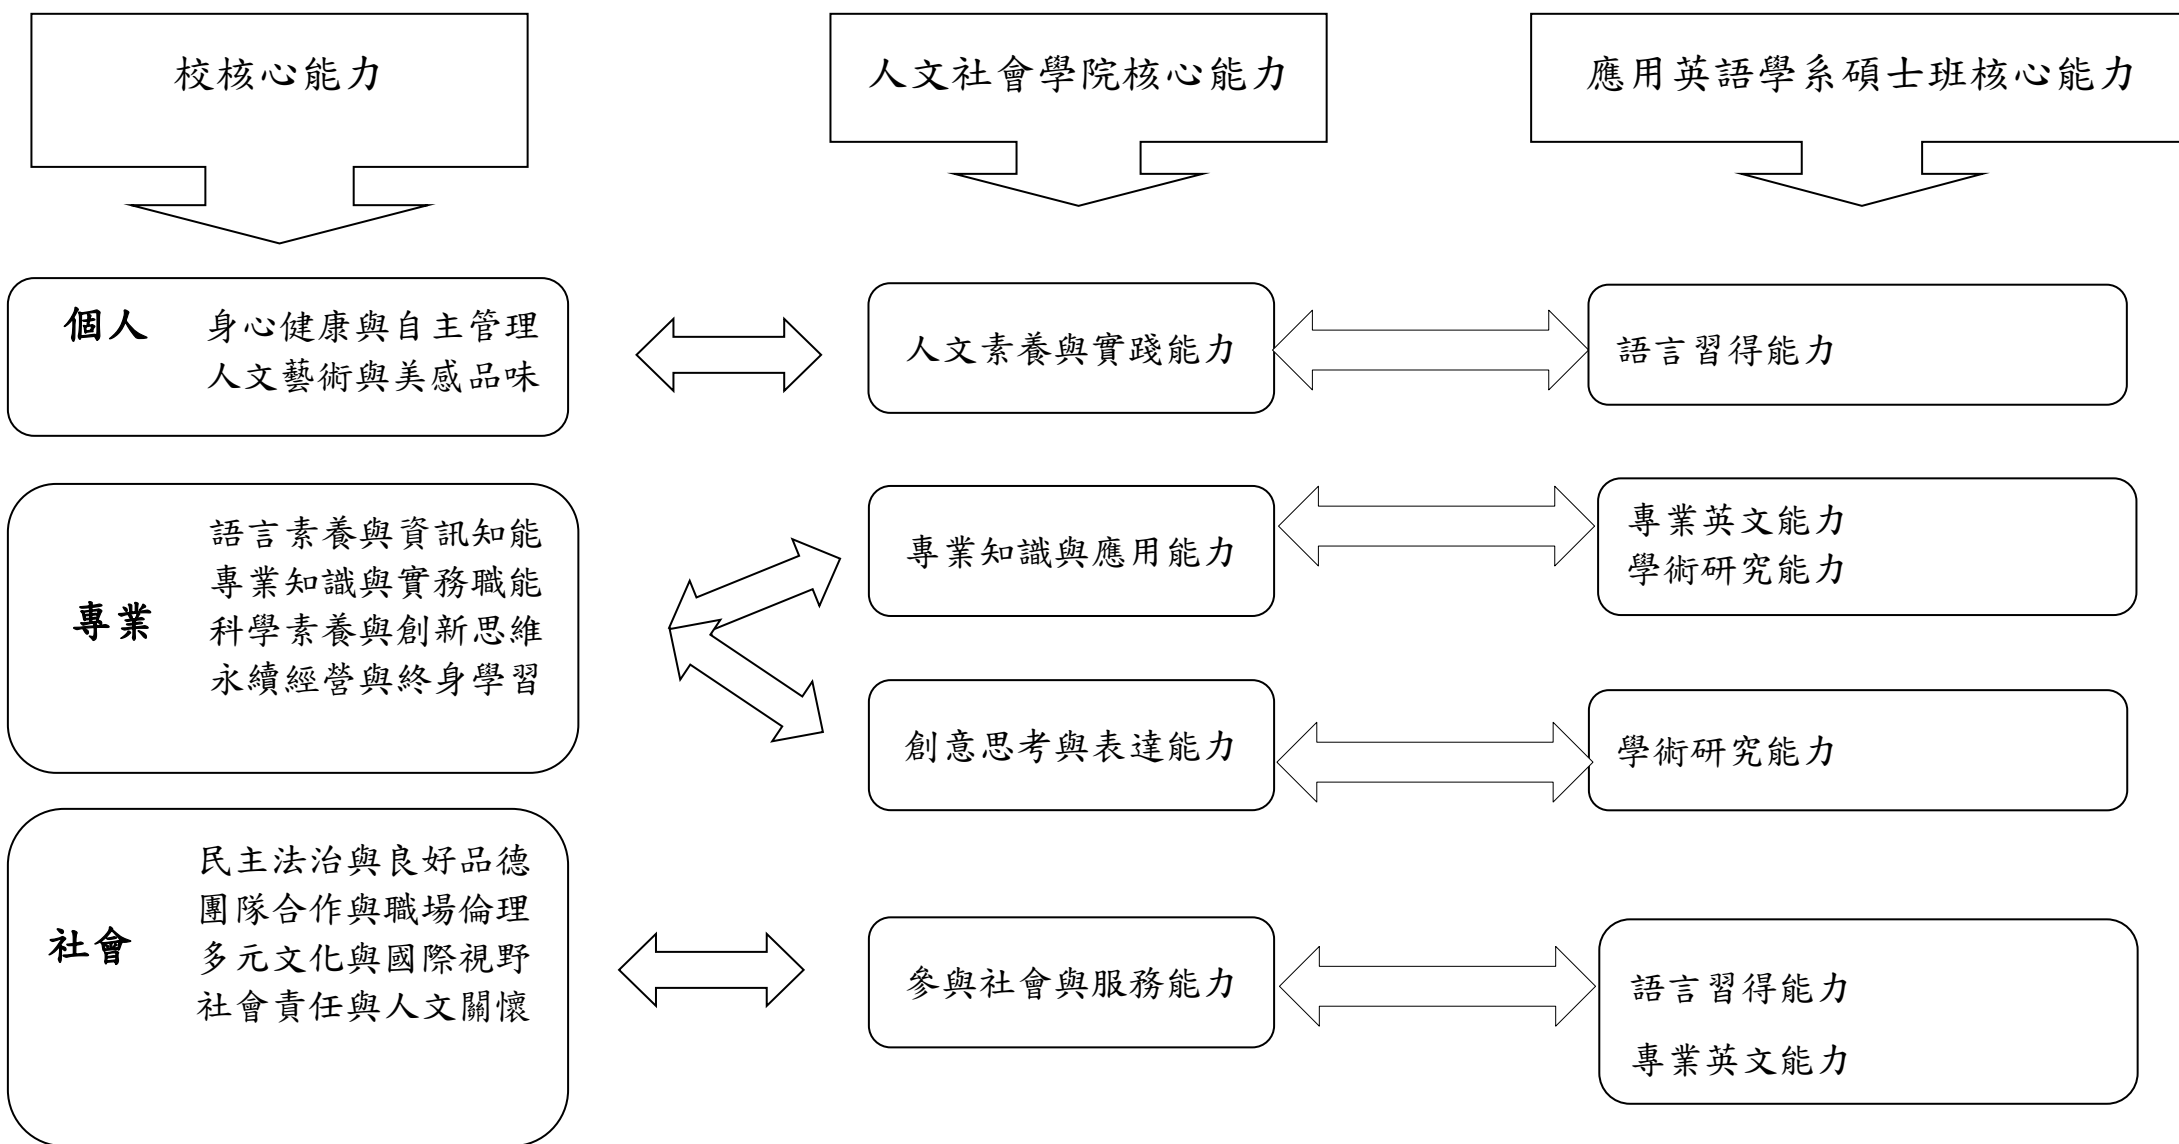 校核心能力
人文社會學院核心能力
應用英語學系碩士班核心能力
個人
身心健康與自主管理
人文藝術與美感品味
人文素養與實踐能力
語言習得能力
專業
語言素養與資訊知能
專業知識與實務職能
科學素養與創新思維
永續經營與終身學習
專業知識與應用能力
專業英文能力
學術研究能力
創意思考與表達能力
學術研究能力
社會
民主法治與良好品德
團隊合作與職場倫理
多元文化與國際視野
社會責任與人文關懷
參與社會與服務能力
語言習得能力
專業英文能力